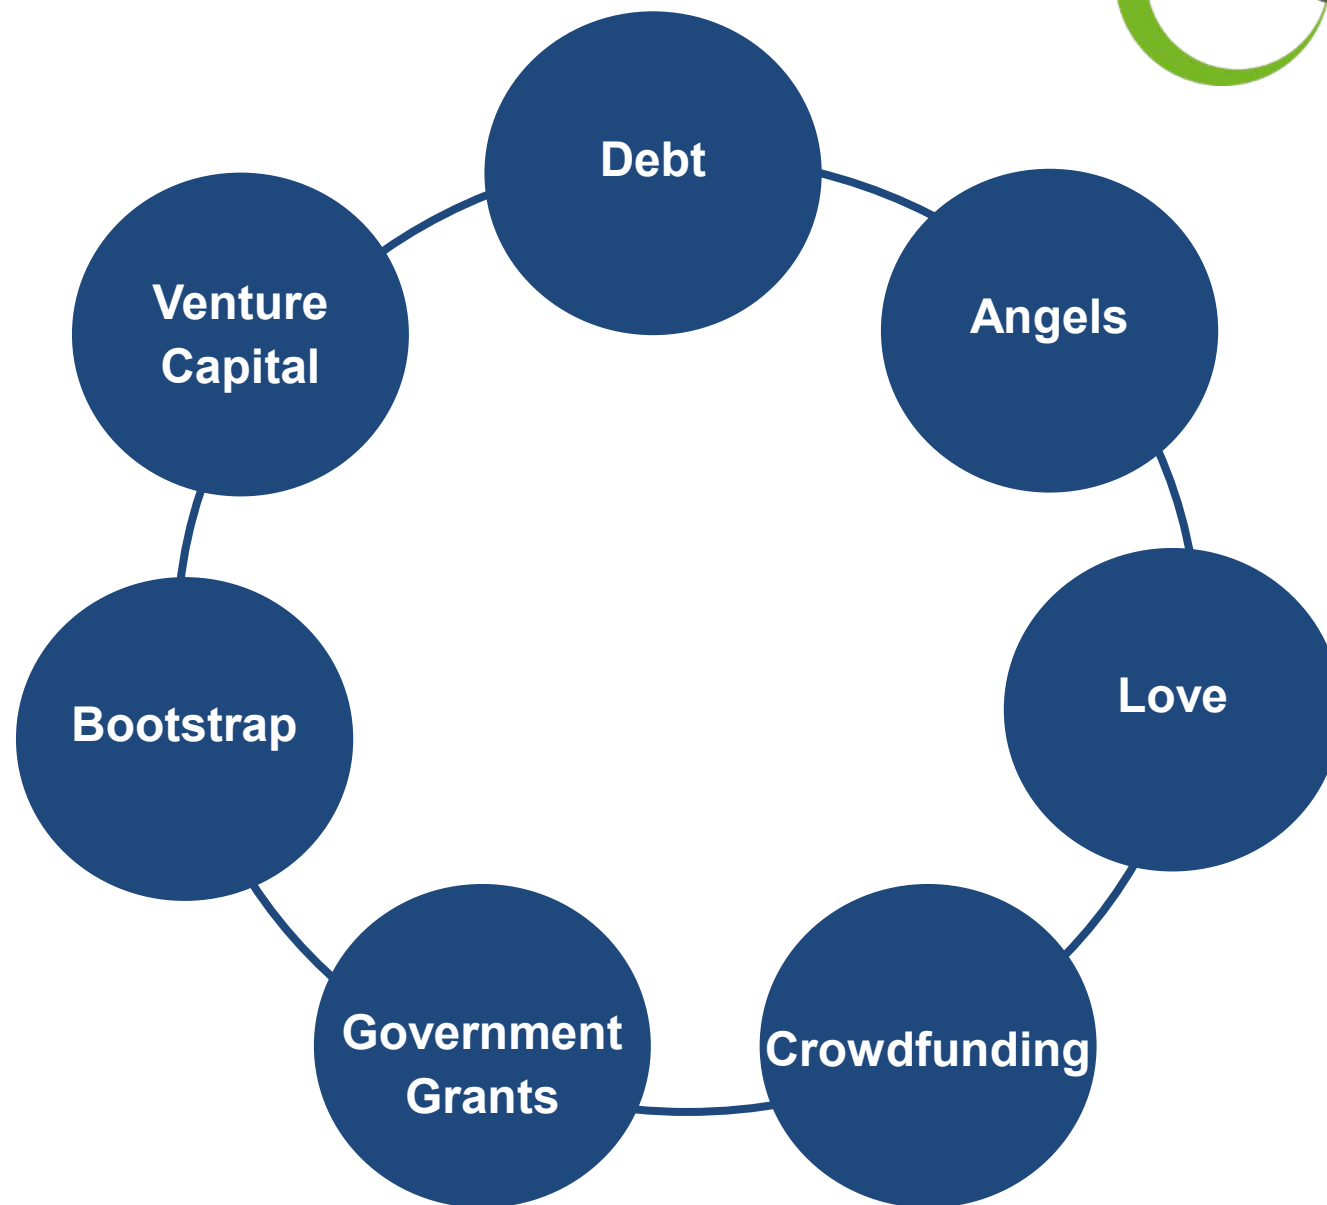 Debt
Angels
Venture
Capital
Love
Bootstrap
Government
Grants
Crowdfunding